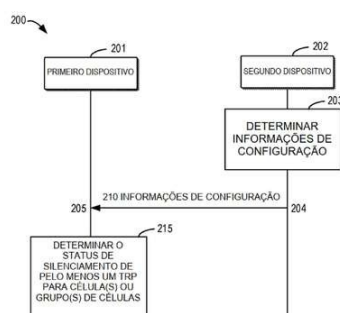 200
201
202
PRIMEIRO DISPOSITIVO
SEGUNDO DISPOSITIVO
203
DETERMINAR
INFORMAÇÕES DE
CONFIGURAÇÃO
210 INFORMAÇÕES DE CONFIGURAÇÃO
205
204
215
DETERMINAR O
STATUS DE
SILENCIAMENTO DE
PELO MENOS UM TRP
PARA CÉLULA(S) OU
GRUPO(S) DE CÉLULAS